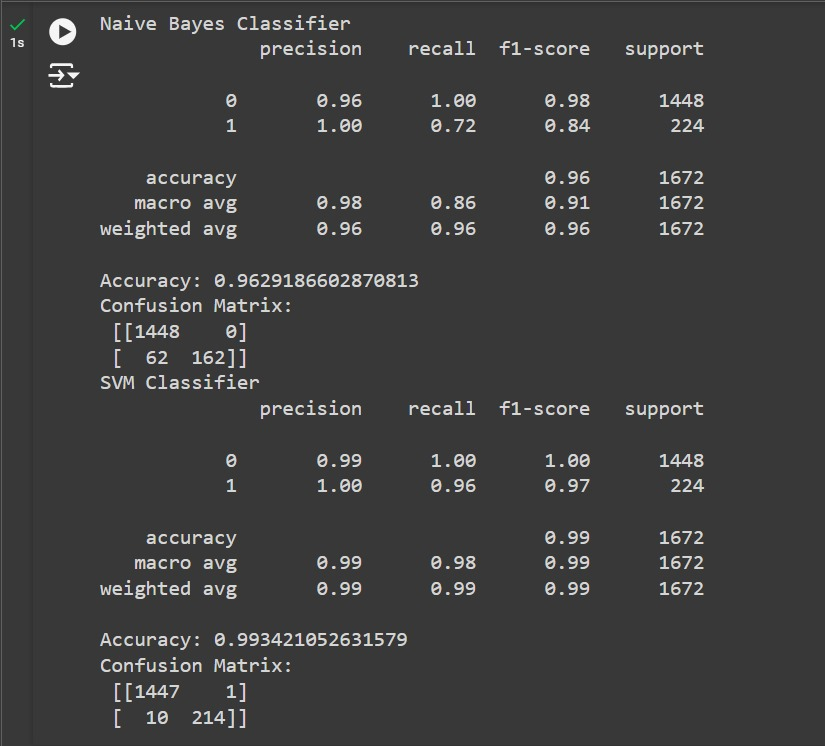 1s
Naive Bayes Classifier
precision recall f1-score support
0 0.96 1.00 0.98 1448
1 1.00 0.72 0.84 224
accuracy 0.96 1672
macro avg 0.98 0.86 0.91 1672
weighted avg 0.96 0.96 0.96 1672
Accuracy: 0.9629186602870813
Confusion Matrix:
[[1448 0]
[ 62 162]]
SVM Classifier
precision recall f1-score support
0 0.99 1.00 1.00 1448
1 1.00 0.96 0.97 224
accuracy 0.99 1672
macro avg 0.99 0.98 0.99 1672
weighted avg 0.99 0.99 0.99 1672
Accuracy: 0.993421052631579
Confusion Matrix:
[[1447 1]
[ 10 214]]